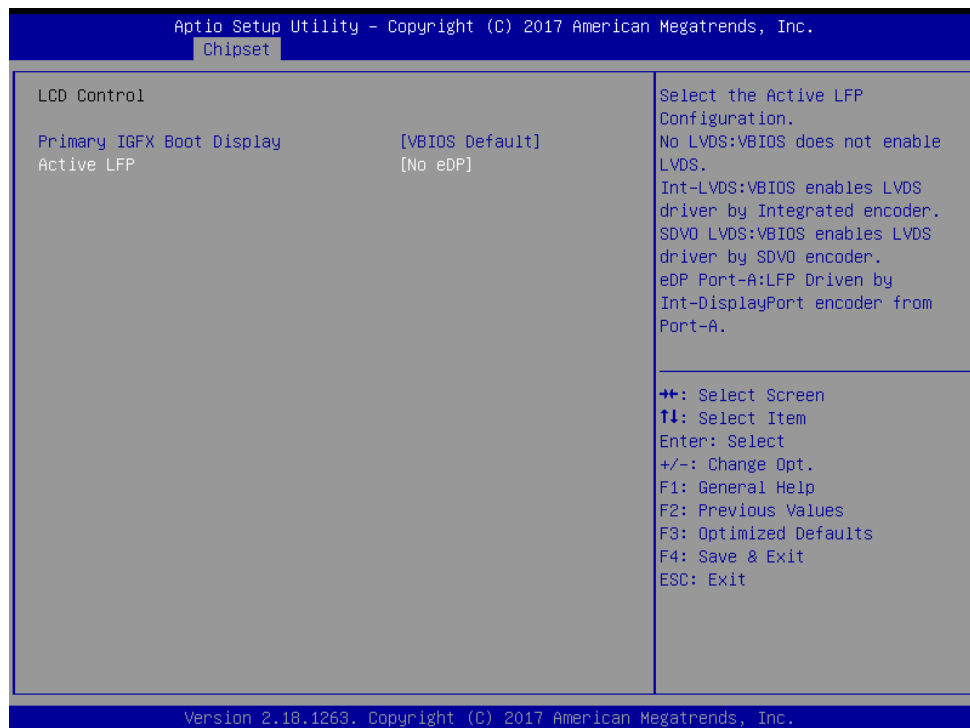 Aptio Setup Utility – Copyright (C) 2017 American Megatrends, Inc.
Chipset
LCD Control
Primary IGFX Boot Display [VBIOS Default]
Active LFP [No eDP]
Select the Active LFP
Configuration.
No LVDS:VBIOS does not enable
LVDS.
Int-LVDS:VBIOS enables LVDS
driver by Integrated encoder.
SDVO LVDS:VBIOS enables LVDS
driver by SDVO encoder.
eDP Port-A:LFP Driven by
Int-DisplayPort encoder from
Port-A.
→←: Select Screen
↑↓: Select Item
Enter: Select
+/-: Change Opt.
F1: General Help
F2: Previous Values
F3: Optimized Defaults
F4: Save & Exit
ESC: Exit
Version 2.18.1263. Copyright (C) 2017 American Megatrends, Inc.